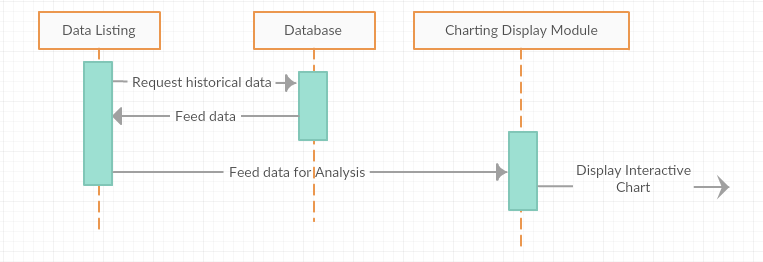 Data Listing
Database
Charting Display Module
Request historical data
Feed data
Feed data for Analysis
Display Interactive
Chart